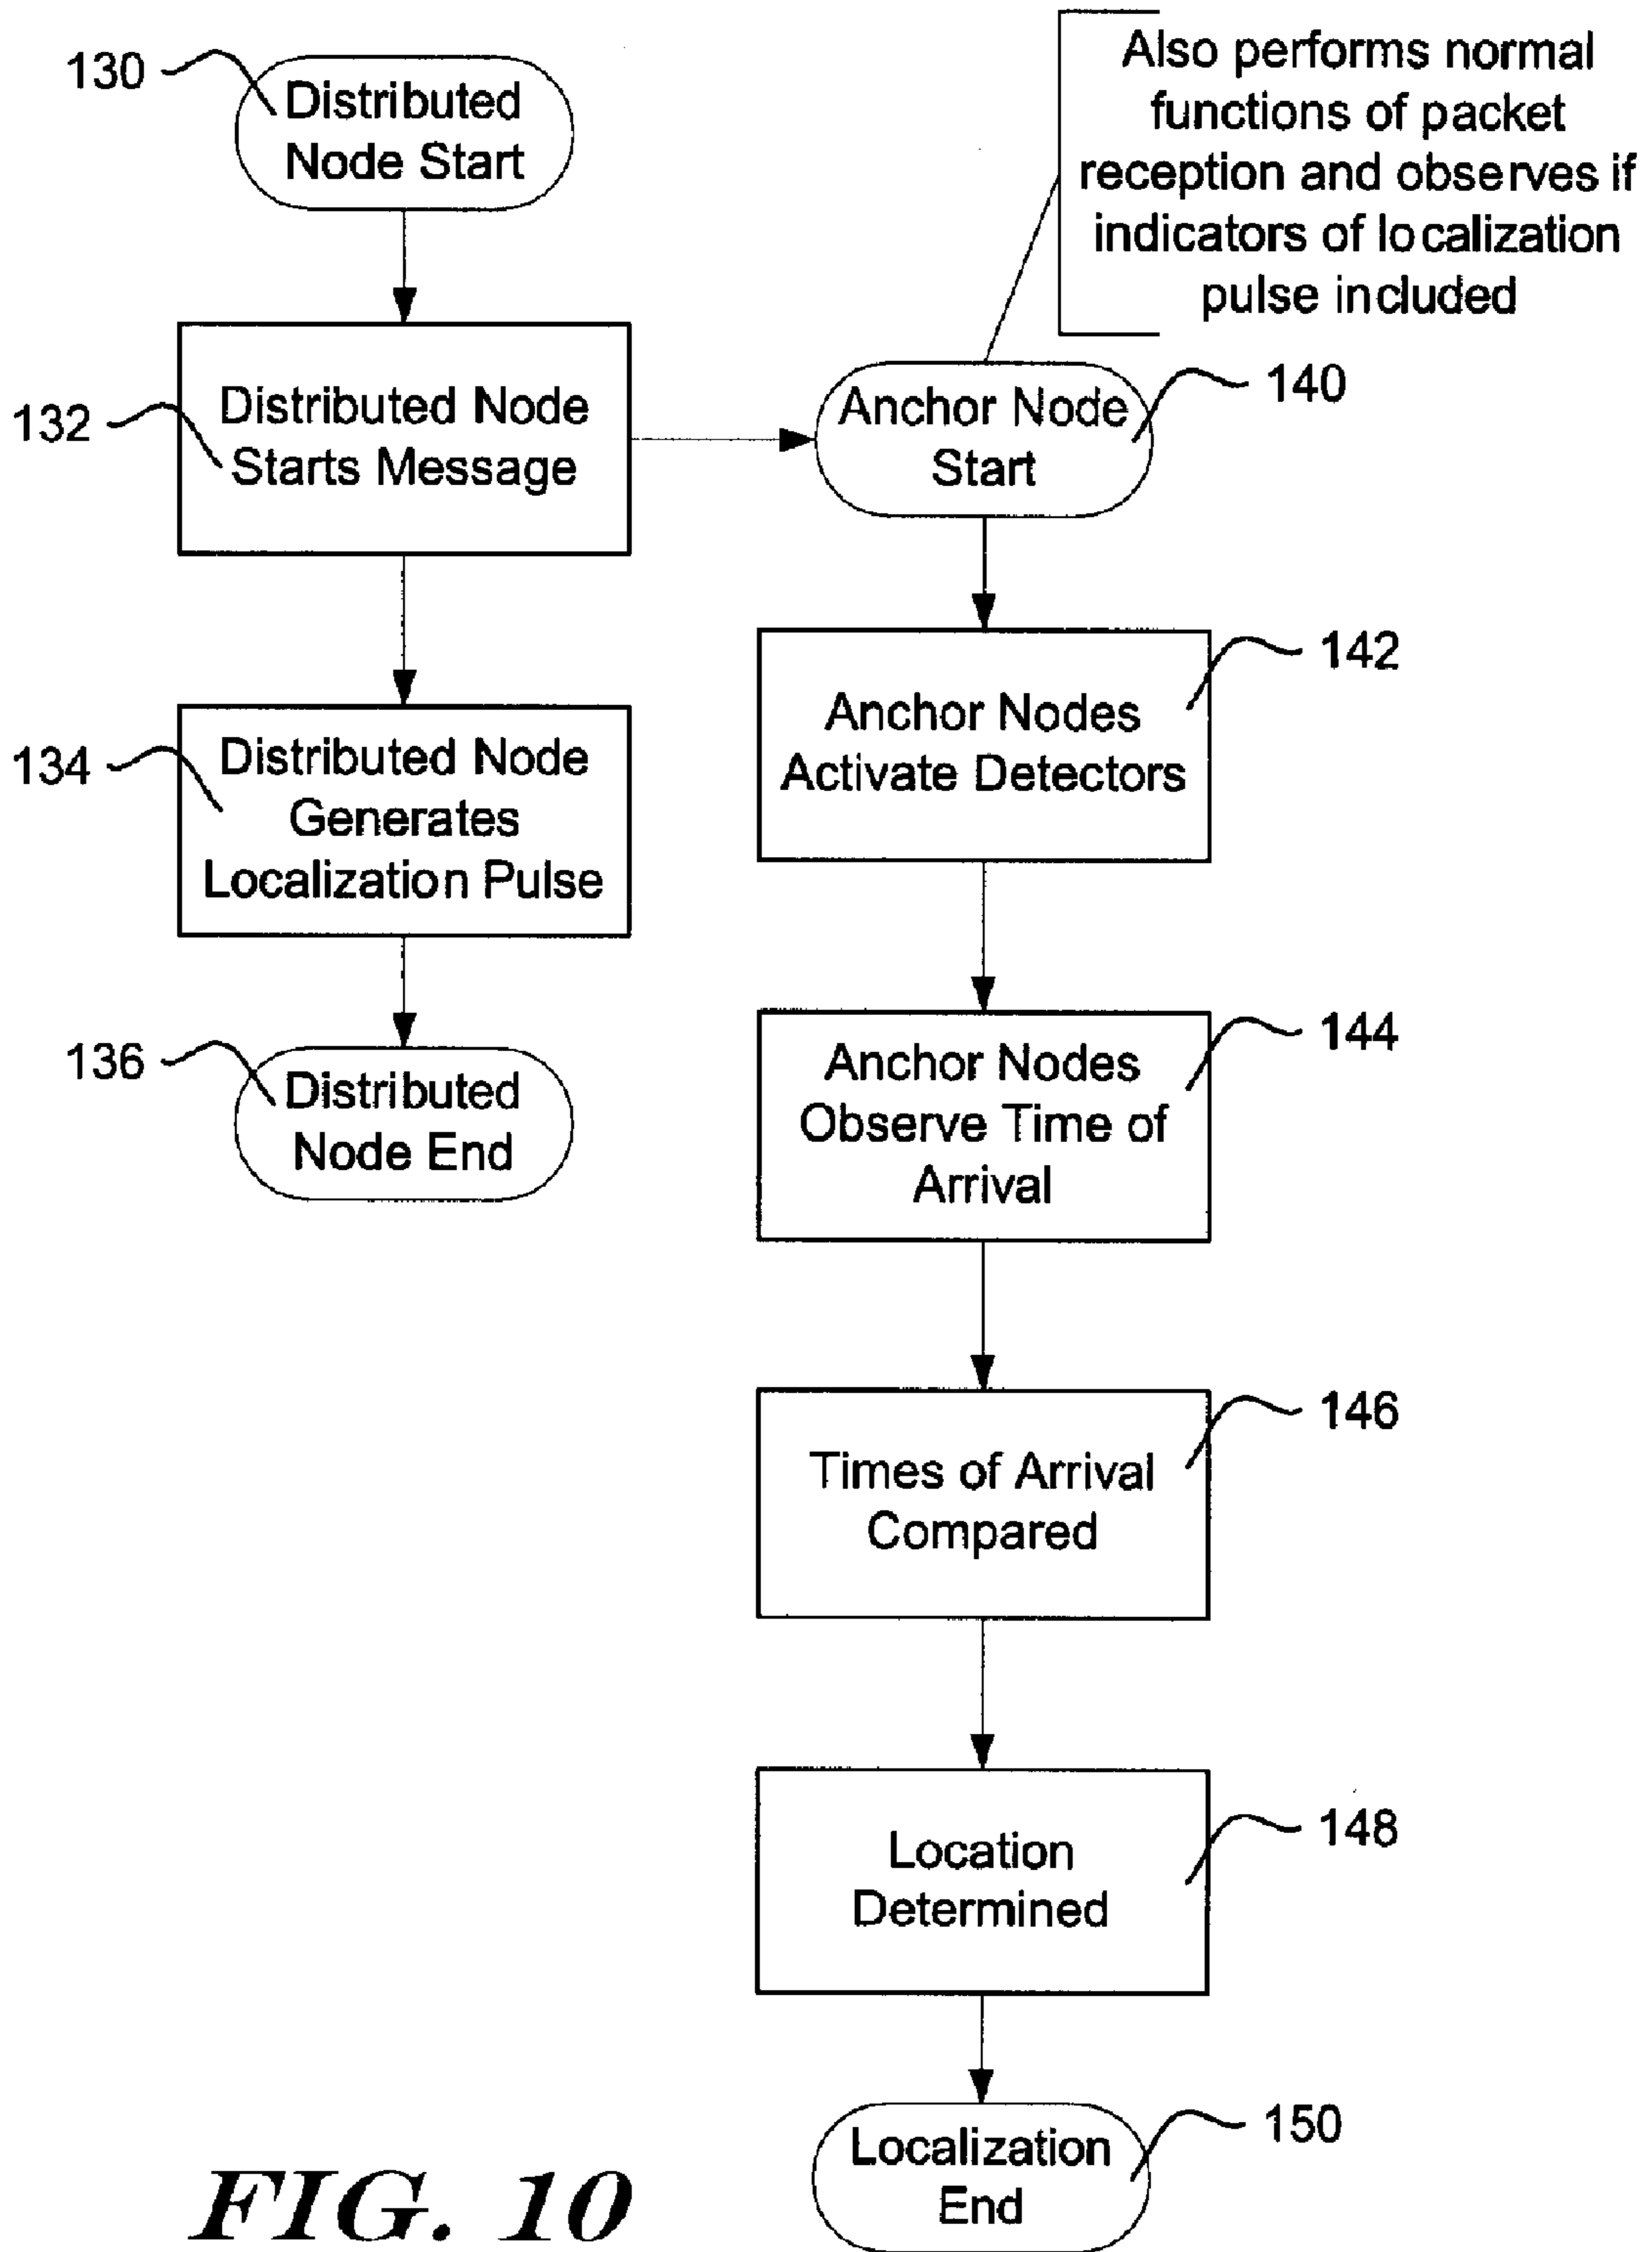 130
Distributed
Node Start
Also performs normal
functions of packet
reception and observes if
indicators of localization
pulse included
132
Distributed Node
Starts Message
Anchor Node
Start
140
134
Distributed Node
Generates
Localization Pulse
142
Anchor Nodes
Activate Detectors
136
Distributed
Node End
144
Anchor Nodes
Observe Time of
Arrival
146
Times of Arrival
Compared
148
Location
Determined
150
Localization
End
FIG. 10